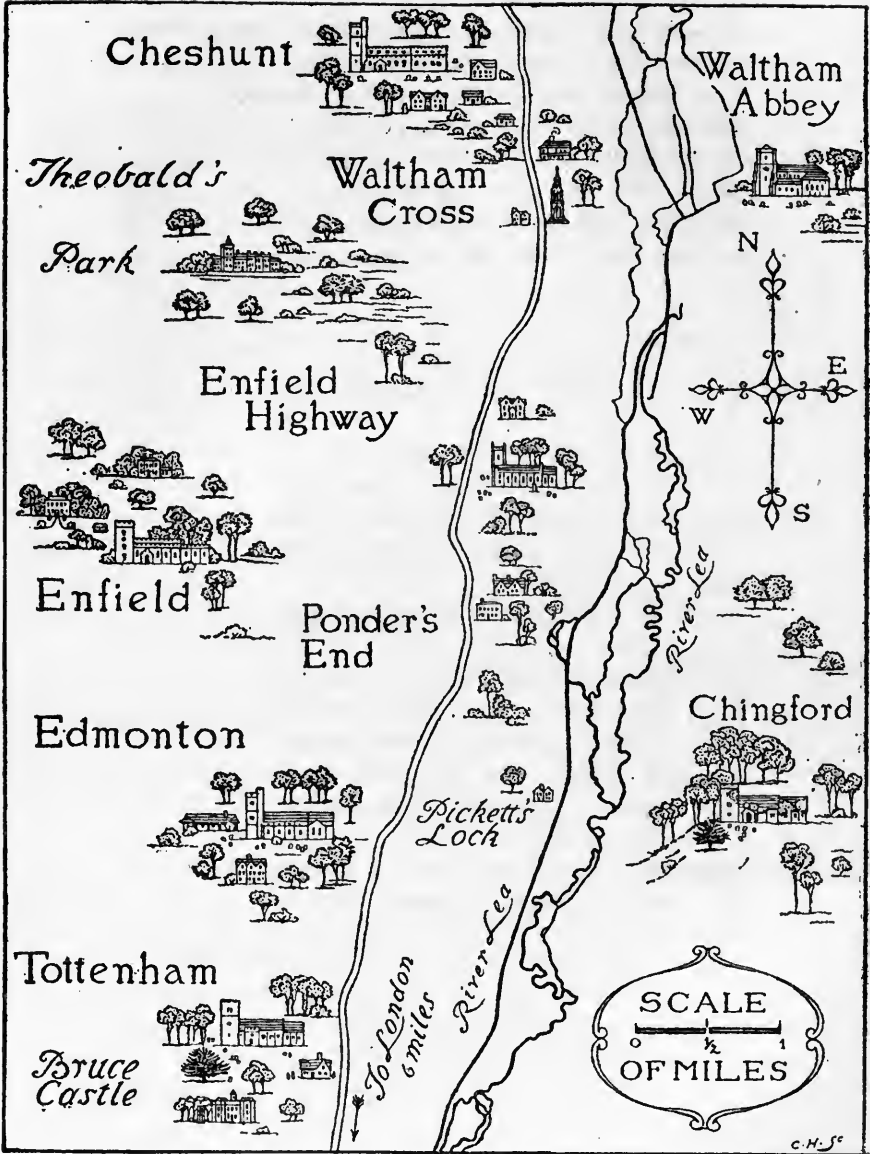 Cheshunt
Waltham
Abbey
Theobald's
Park
Waltham
Cross
N
E
W
S
Enfield
Highway
Enfield
Ponder's
End
River Lea
Chingford
Edmonton
Pickett's
Lock
Tottenham
Bruce
Castle
To London
6 miles
River Lea
SCALE
0 ½ 1
OF MILES
C.H. Sc